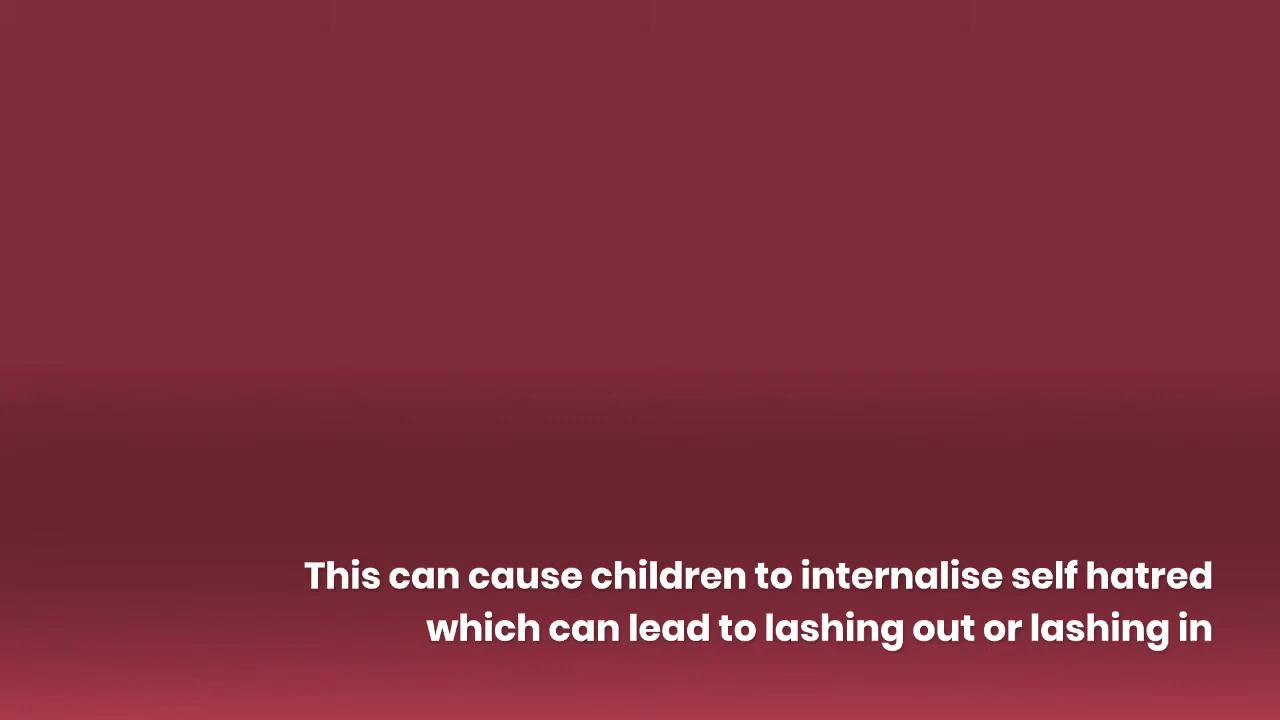 This can cause children to internalise self hatred
which can lead to lashing out or lashing in